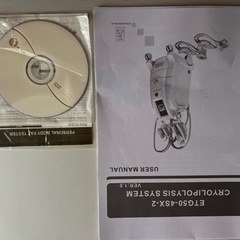 PERSONAL BODY FAT TESTER
ETG50-4SX-2
CRYOLIPOLYSIS SYSTEM
VER:1.0
USER MANUAL